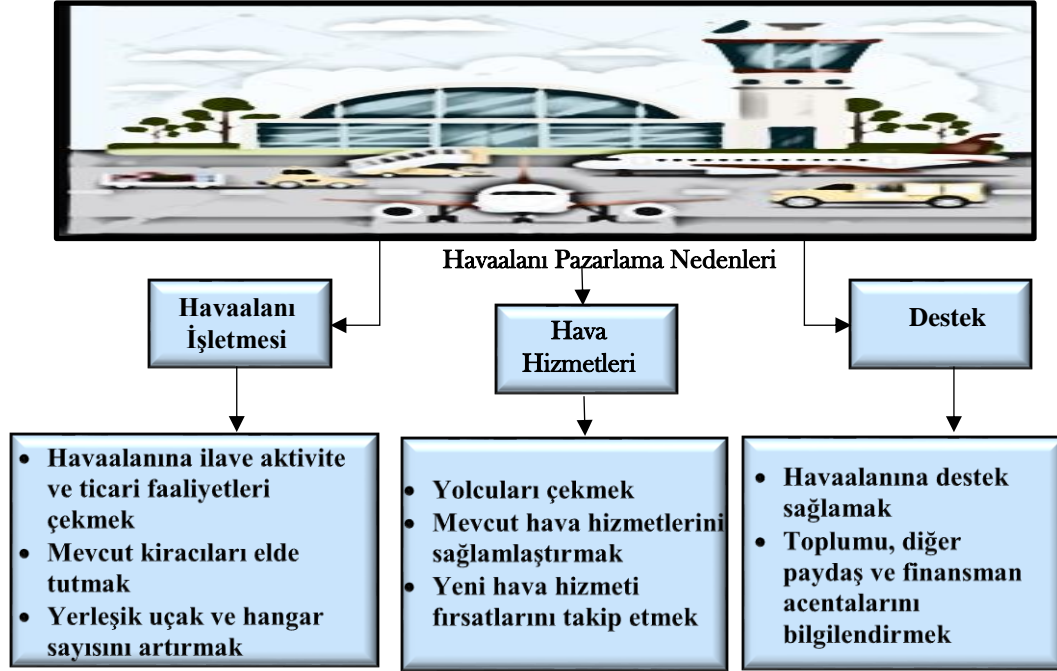 Havaalanı Pazarlama Nedenleri
Havaalanı
İşletmesi
Hava
Hizmetleri
Destek
• Havaalanına ilave aktivite
ve ticari faaliyetleri
çekmek
• Mevcut kiracıları elde
tutmak
• Yerleşik uçak ve hangar
sayısını artırmak
• Yolcuları çekmek
• Mevcut hava hizmetlerini
sağlamlaştırmak
• Yeni hava hizmeti
fırsatlarını takip etmek
• Havaalanına destek
sağlamak
• Toplumu, diğer
paydaş ve finansman
acentalarını
bilgilendirmek